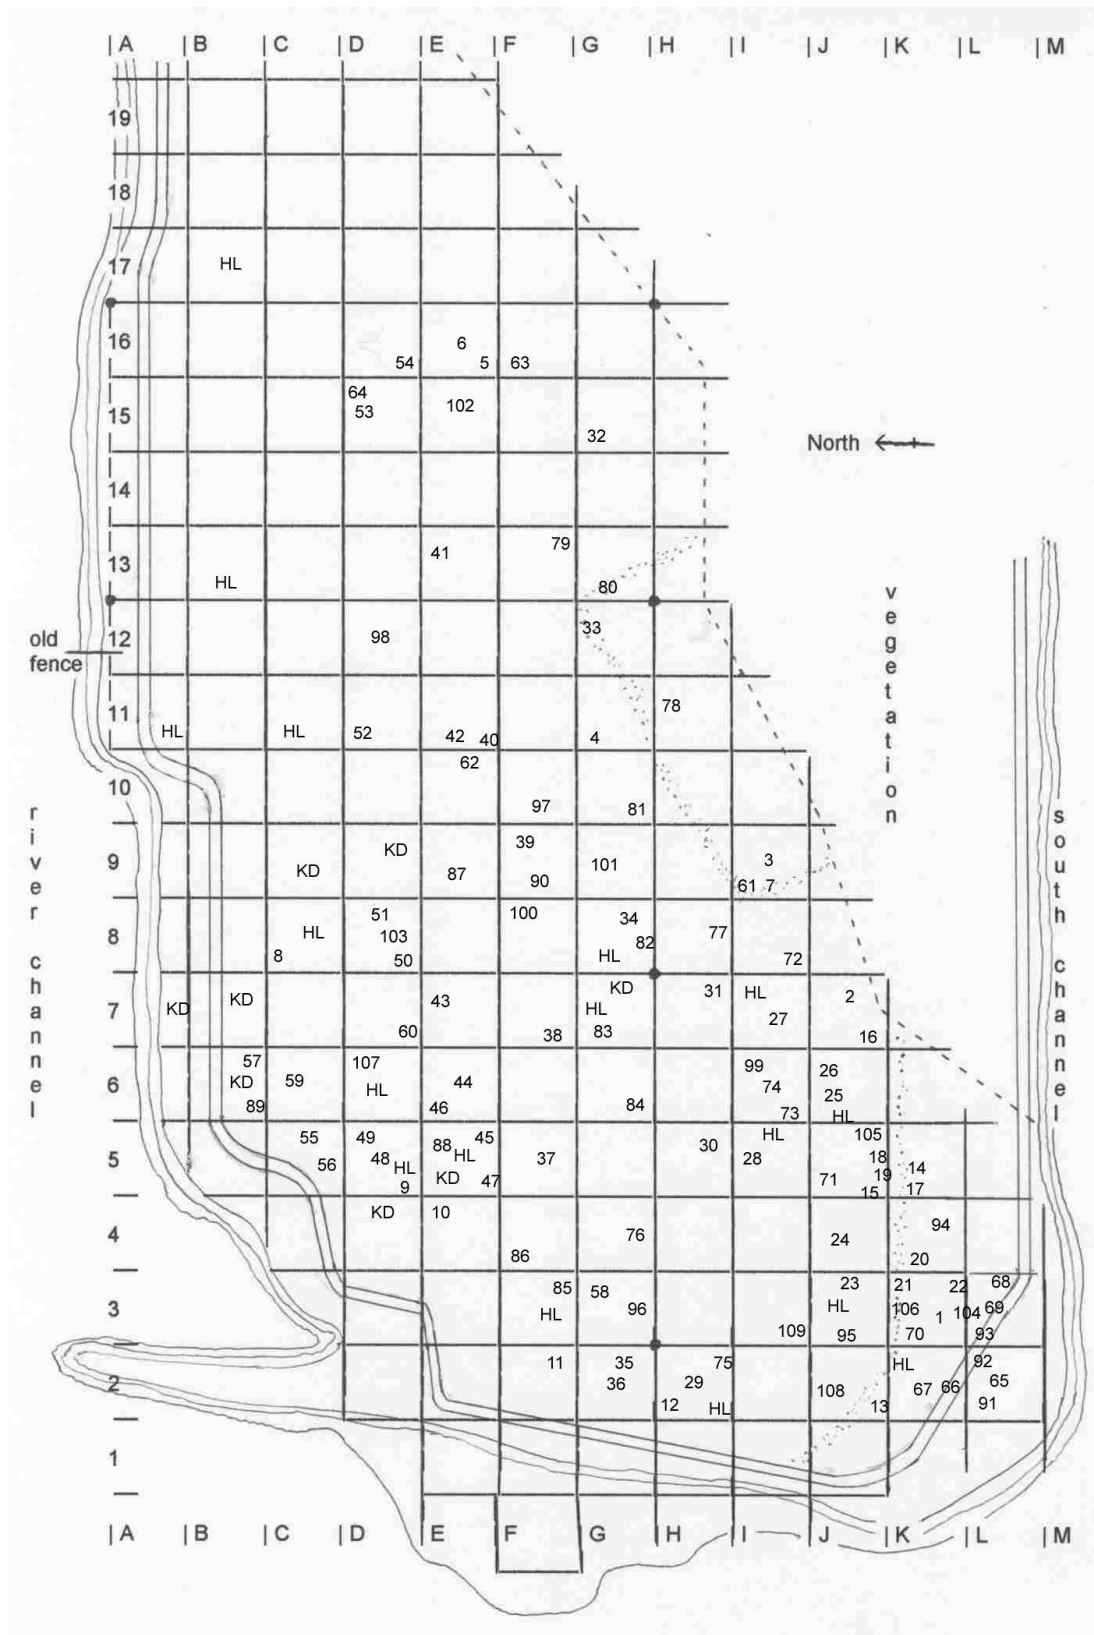 A B C D E F G H I J K L M
19
18
17 HL
16 6
54 5 63
64
15 53 102
32
North
14
79
13 41
HL 80
vegetation
33
old fence
12 98
78
11 HL HL 52 42 40 4
62
10
97 81
river channel
south channel
39
KD
9 KD 87 101 3
90 61 7
51 100 34
8 HL 103 82 77
8 50 HL 72
KD 31 HL 2
KD KD 43
7 HL 27
60 38 83 16
57 107 99 26
6 KD 59 HL 44 74 25
89 46 84 73 HL
55 49 88 45 HL 105
5 56 48 HL HL 37 30 28 18 14
9 KD 47 71 19 17
15
KD 10
4 76 24 94
86 20
85 58 23 21 22 68
3 HL 96 HL 106 1 104 69
109 95 70 93
11 35 75 HL 92
2 36 29 108 67 66 65
12 HL 13 91
1
A B C D E F G H I J K L M